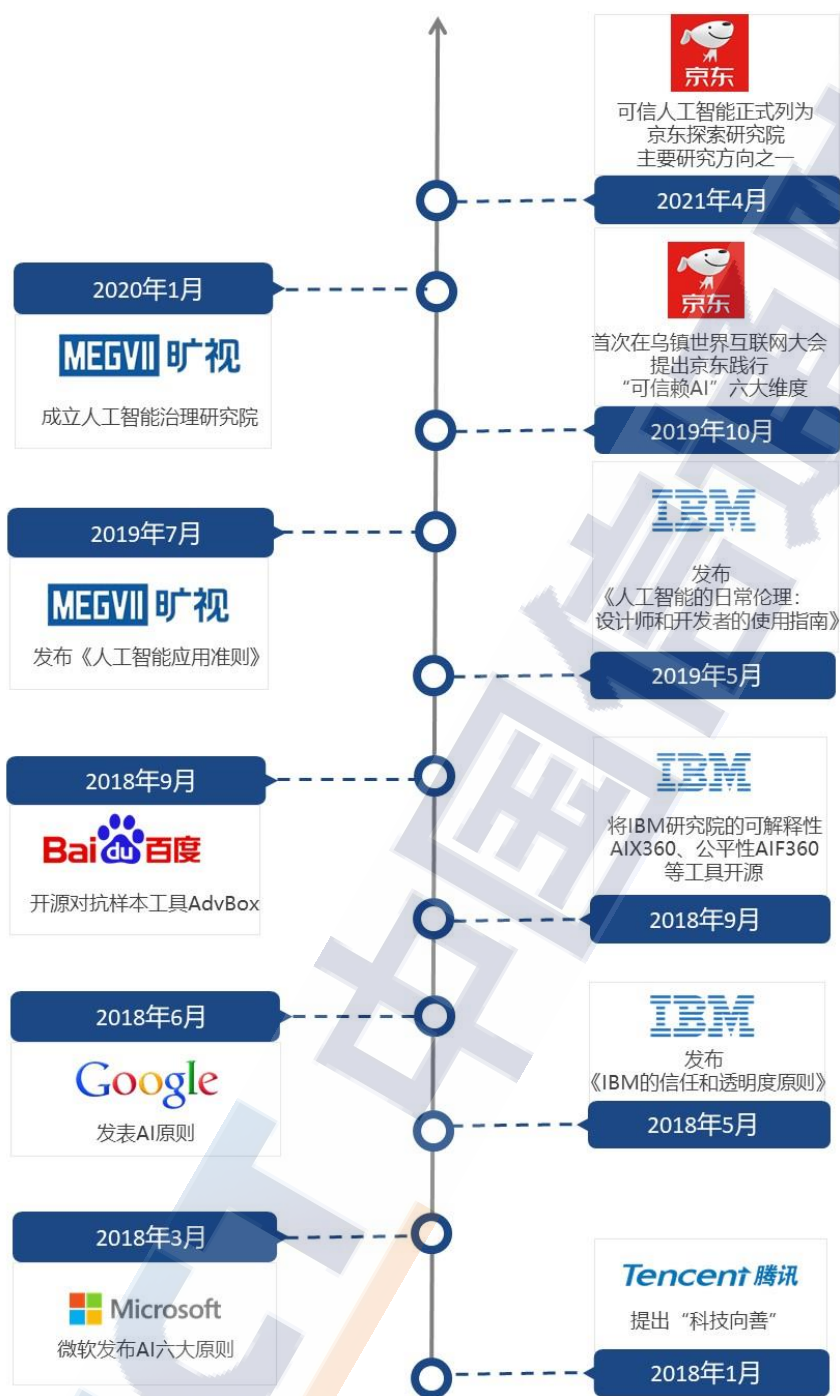 京东
可信人工智能正式列为
京东探索研究院
主要研究方向之一
2021年4月
2020年1月
MEGVII 旷视
成立人工智能治理研究院
京东
首次在乌镇世界互联网大会
提出京东践行
“可信赖AI”六大维度
2019年10月
2019年7月
MEGVII 旷视
发布《人工智能应用准则》
IBM
发布
《人工智能的日常伦理：
设计师和开发者的使用指南》
2019年5月
2018年9月
Bai du 百度
开源对抗样本工具AdvBox
IBM
将IBM研究院的可解释性
AIX360、公平性AIF360
等工具开源
2018年9月
2018年6月
Google
发表AI原则
IBM
发布
《IBM的信任和透明度原则》
2018年5月
2018年3月
Microsoft
微软发布AI六大原则
Tencent 腾讯
提出“科技向善”
2018年1月
CT 中国信通